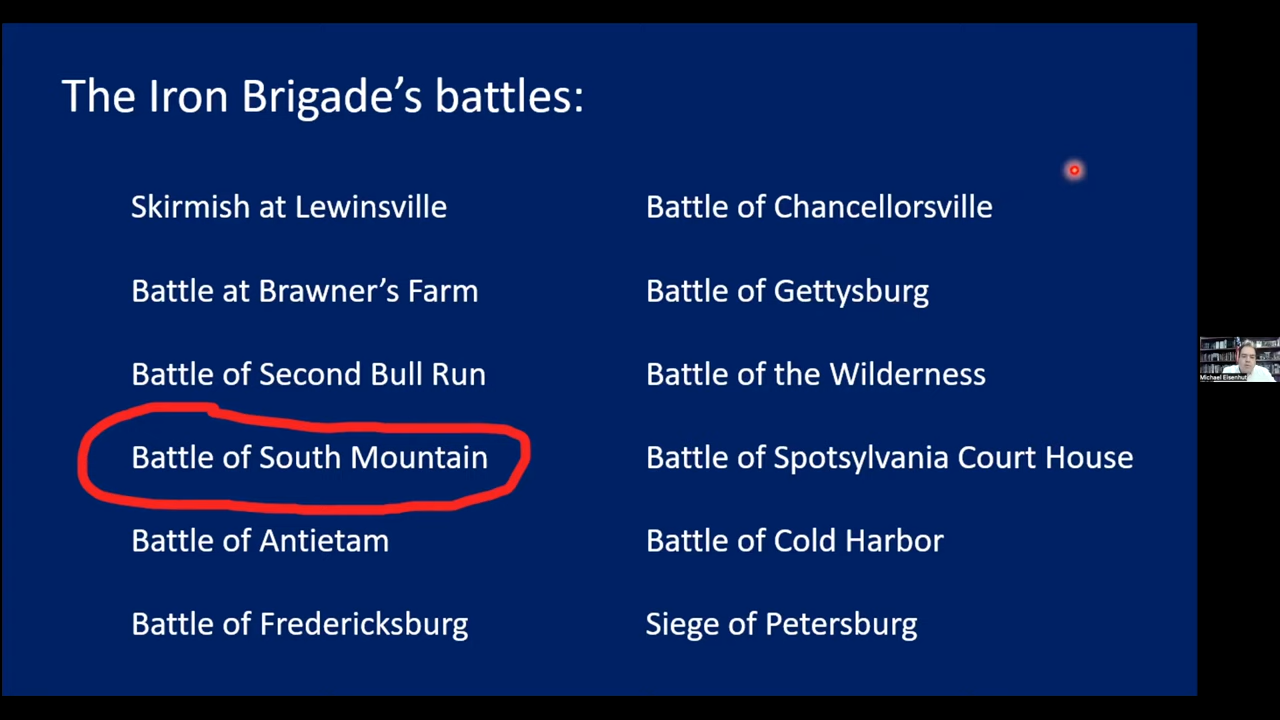 The Iron Brigade’s battles:
Skirmish at Lewinsville
Battle at Brawner’s Farm
Battle of Second Bull Run
Battle of South Mountain
Battle of Antietam
Battle of Fredericksburg
Battle of Chancellorsville
Battle of Gettysburg
Battle of the Wilderness
Battle of Spotsylvania Court House
Battle of Cold Harbor
Siege of Petersburg
Michael Eisenhut